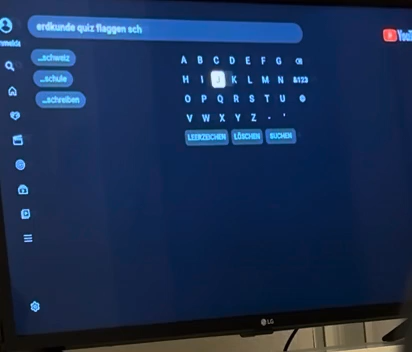 erdkunde quiz flaggen sch
...schweiz
...schule
...schreiben
A B C D E F G
H I J K L M N &123
O P Q R S T U
V W X Y Z - '
LEERZEICHEN LÖSCHEN SUCHEN
LG